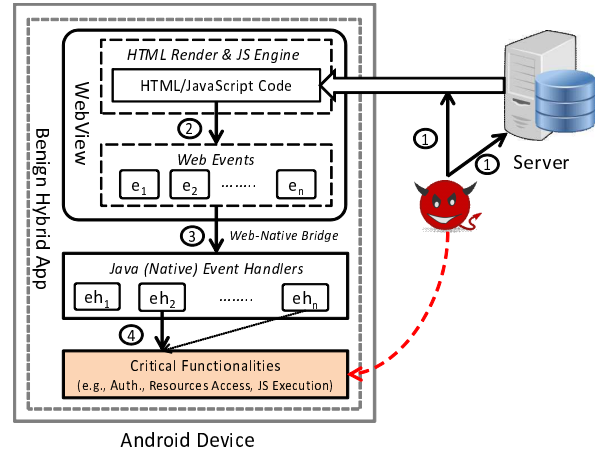 HTML Render & JS Engine
HTML/JavaScript Code
2
Web Events
e1 e2 ........ en
WebView
Benign Hybrid App
3 Web-Native Bridge
Java (Native) Event Handlers
eh1 eh2 ........ ehn
4
Critical Functionalities
(e.g., Auth., Resources Access, JS Execution)
Android Device
1
1
Server